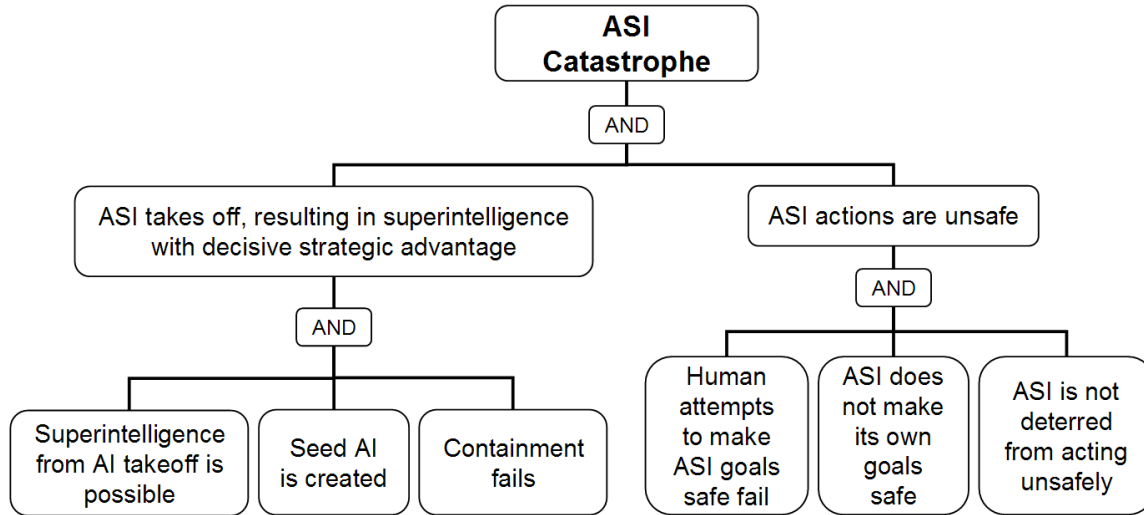 ASI
Catastrophe
AND
ASI takes off, resulting in superintelligence
with decisive strategic advantage
ASI actions are unsafe
AND
AND
Superintelligence
from AI takeoff is
possible
Seed AI
is created
Containment
fails
Human
attempts
to make
ASI goals
safe fail
ASI does
not make
its own
goals
safe
ASI is not
deterred
from acting
unsafely